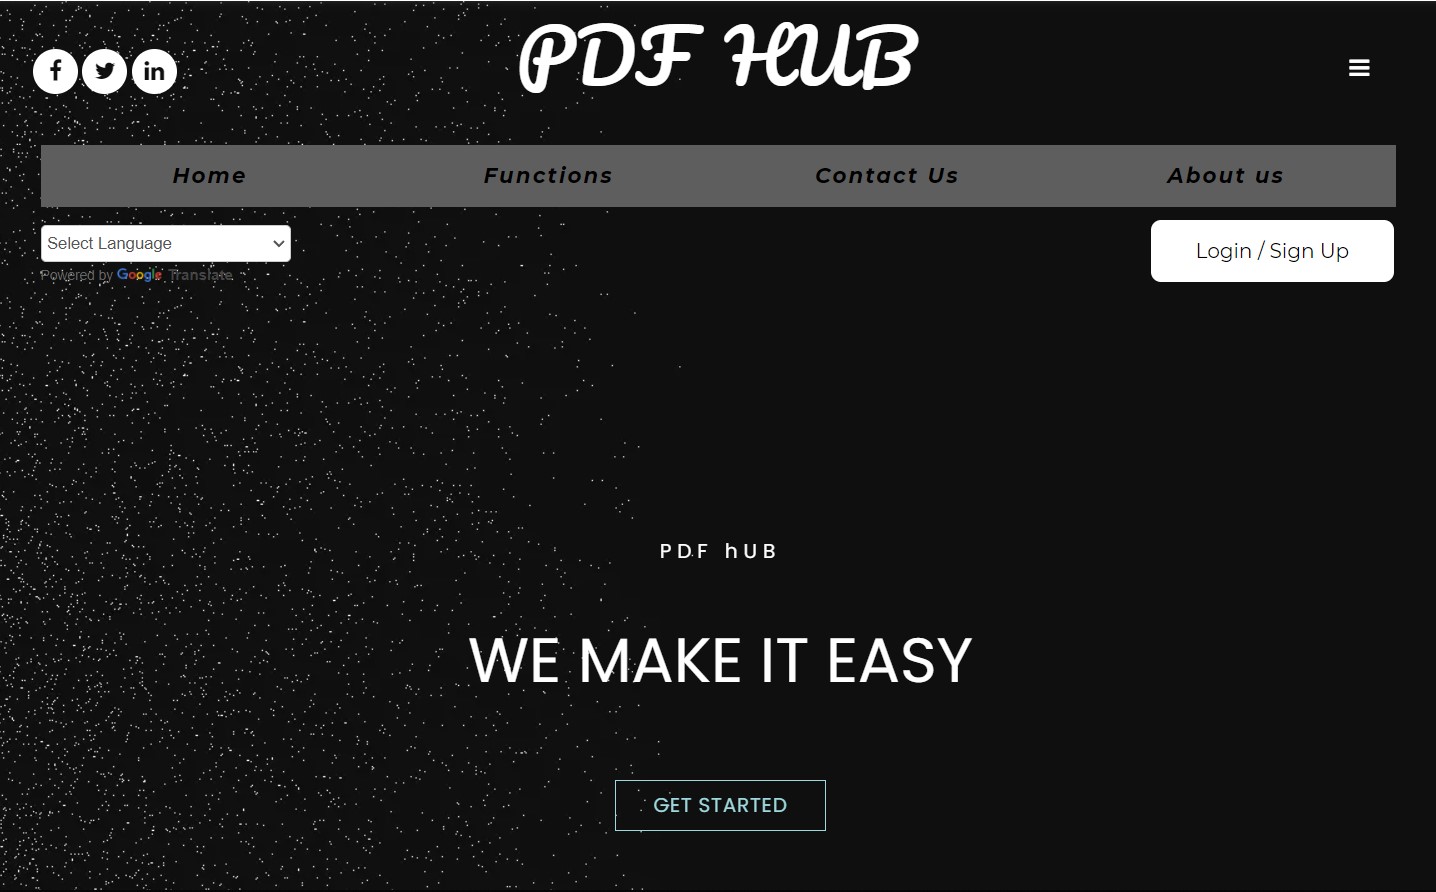 PDF HUB
Home
Functions
Contact Us
About us
Select Language
Login / Sign Up
Powered by Google Translate
PDF hUB
WE MAKE IT EASY
GET STARTED